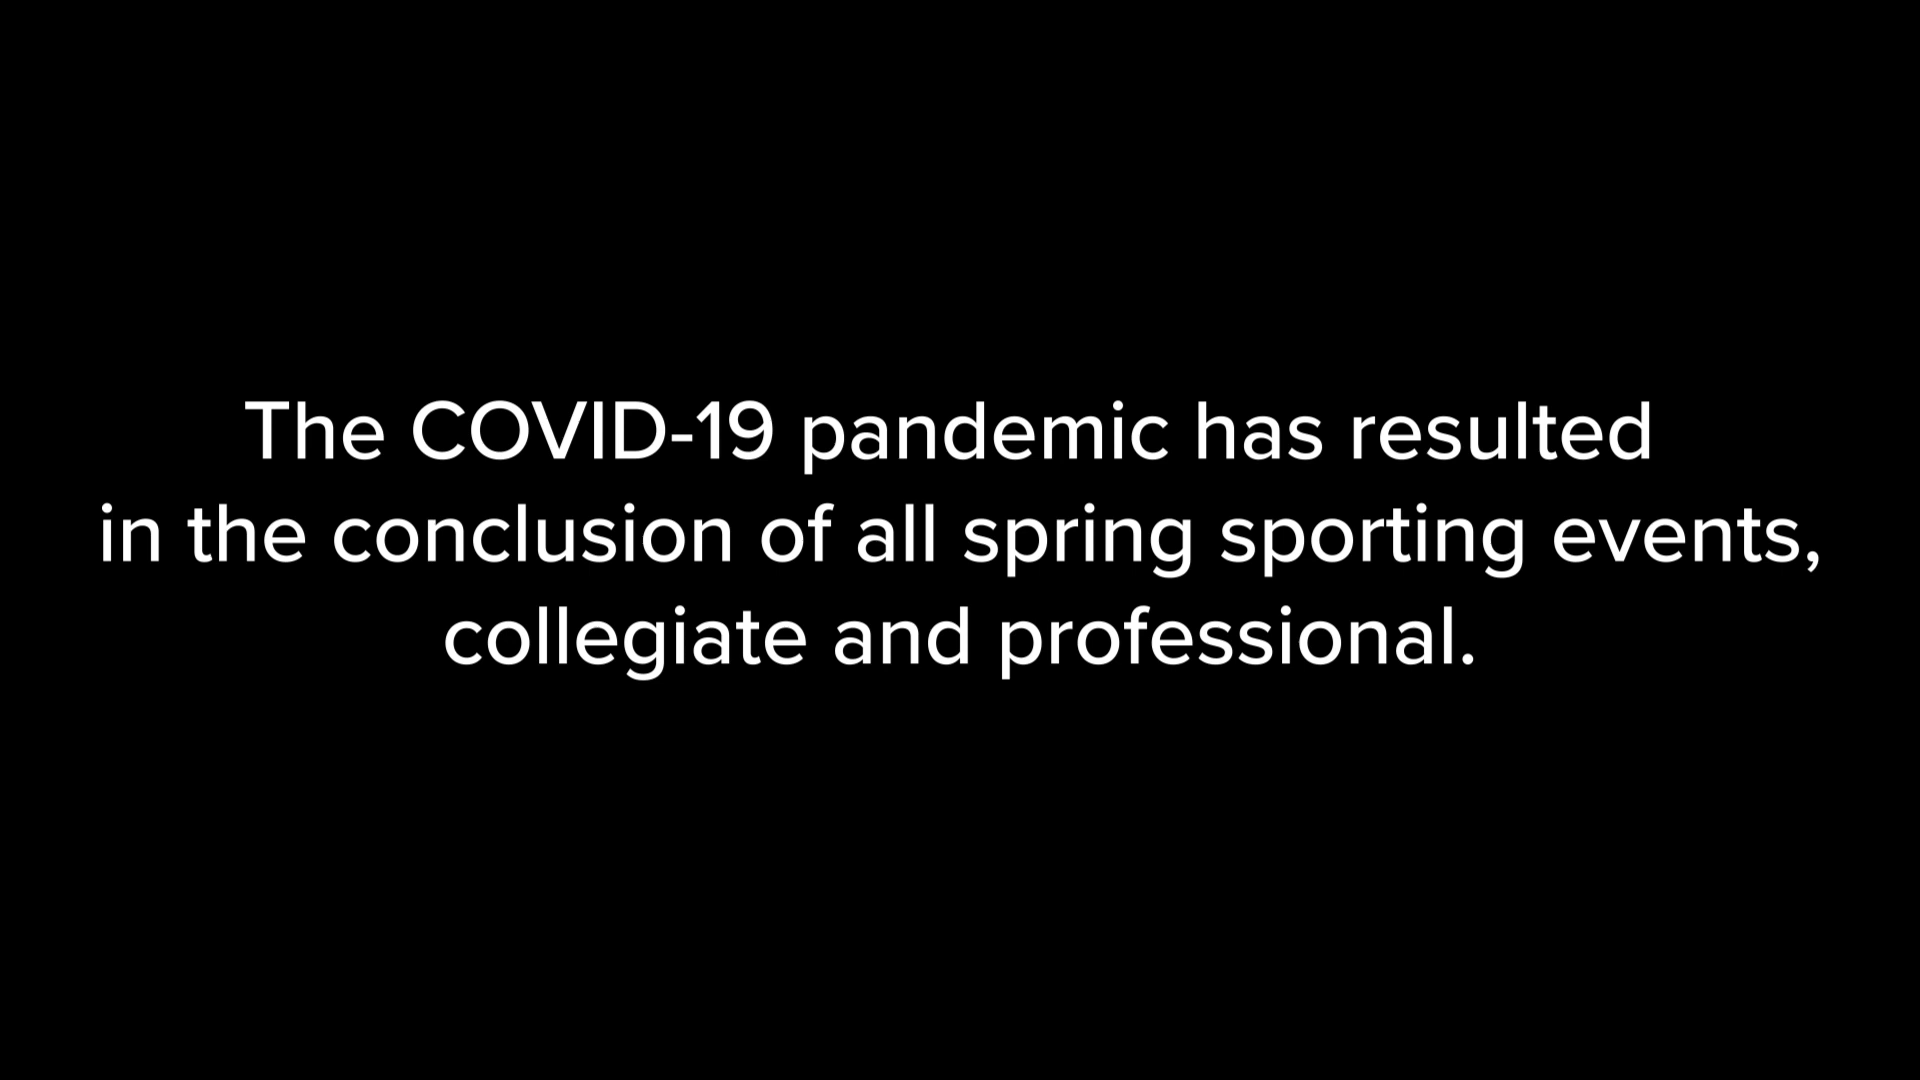 The COVID-19 pandemic has resulted
in the conclusion of all spring sporting events,
collegiate and professional.